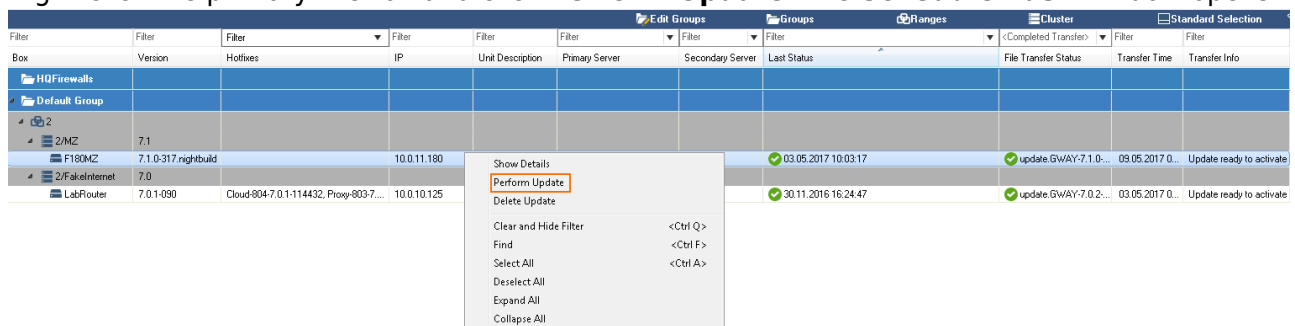 Edit Groups Groups Ranges Cluster Standard Selection
Filter Filter Filter Filter Filter Filter Filter Filter <Completed Transfer> Filter Filter
Box Version Hotfixes IP Unit Description Primary Server Secondary Server Last Status File Transfer Status Transfer Time Transfer Info
HQFirewalls
Default Group
2
2/MZ 7.1
F180MZ 7.1.0-317.nightbuild 10.0.11.180 03.05.2017 10:03:17 update.GWAY-7.1.0-... 09.05.2017 0... Update ready to activate
2/FakeInternet 7.0
LabRouter 7.0.1-090 Cloud-804-7.0.1-114432, Proxy-803-7.... 10.0.10.125 30.11.2016 16:24:47 update.GWAY-7.0.2-... 03.05.2017 0... Update ready to activate
Show Details
Perform Update
Delete Update
Clear and Hide Filter <Ctrl Q>
Find <Ctrl F>
Select All <Ctrl A>
Deselect All
Expand All
Collapse All